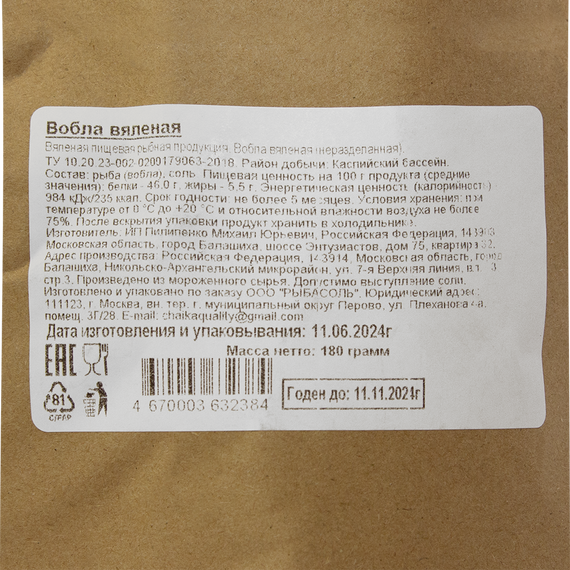 Вобла вяленая
Вяленая пищевая рыбная продукция. Вобла вяленая (неразделанная).
ТУ 10.20.23-002-0200179063-2018. Район добычи: Каспийский бассейн.
Состав: рыба (вобла), соль. Пищевая ценность на 100 г продукта (средние
значения): белки - 46,0 г, жиры - 5,5 г. Энергетическая ценность (калорийность)
984 кДж/235 ккал. Срок годности: не более 5 месяцев. Условия хранения: при
температуре от 0 °С до +20 °С и относительной влажности воздуха не более
75%. После вскрытия упаковки продукт хранить в холодильнике.
Изготовитель: ИП Пилипенко Михаил Юрьевич, Российская Федерация,
Московская область, город Балашиха, шоссе Энтузиастов, дом 75, квартира
Адрес производства: Российская Федерация, 143914, Московская область, город
Балашиха, Никольско-Архангельский микрорайон, ул. 7-я Верхняя линия,
стр.3. Произведено из мороженного сырья. Допустимо выступление соли.
Изготовлено и упаковано по заказу ООО "РЫБАСОЛЬ". Юридический адрес:
111123, г. Москва, вн. тер. г. муниципальный округ Перово, ул. Плеханова
помещ. 3Г/28. E-mail: chaikaquality@gmail.com
Дата изготовления и упаковывания: 11.06.2024г
Масса нетто: 180 грамм
EAC
81
C/PAP
4 670003 632384
Годен до: 11.11.2024г